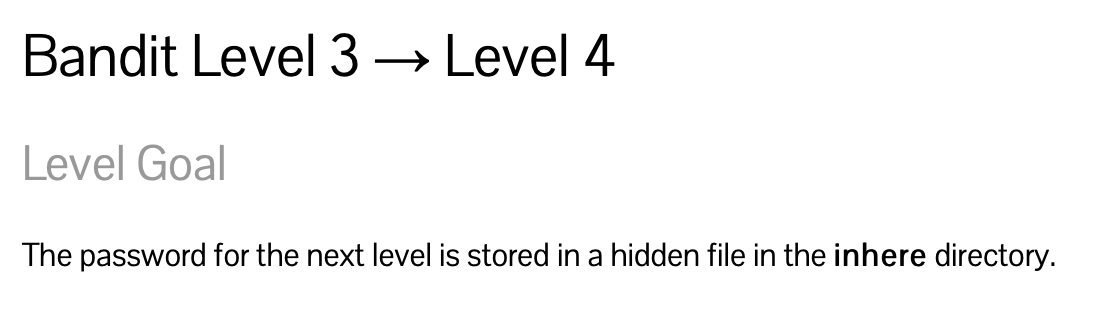 Bandit Level 3 → Level 4
Level Goal
The password for the next level is stored in a hidden file in the inhere directory.